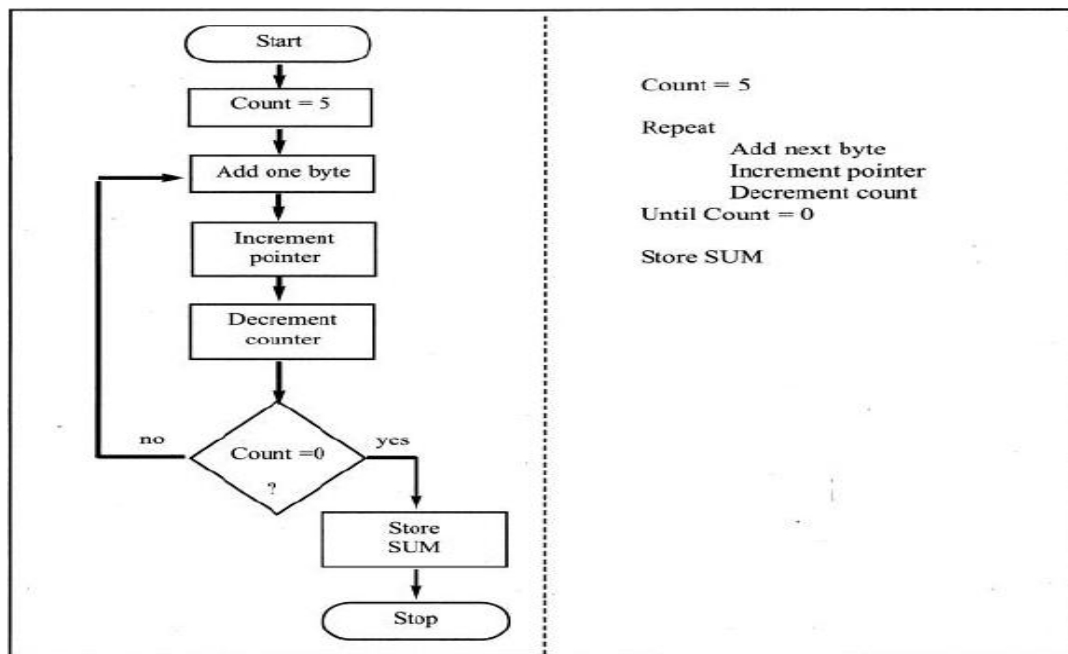 Start
Count = 5
Add one byte
Increment
pointer
Decrement
counter
no
yes
Count =0
?
Store
SUM
Stop
Count = 5
Repeat
Add next byte
Increment pointer
Decrement count
Until Count = 0
Store SUM